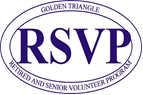 GOLDEN TRIANGLE
RSVP
RETIRED AND SENIOR VOLUNTEER PROGRAM